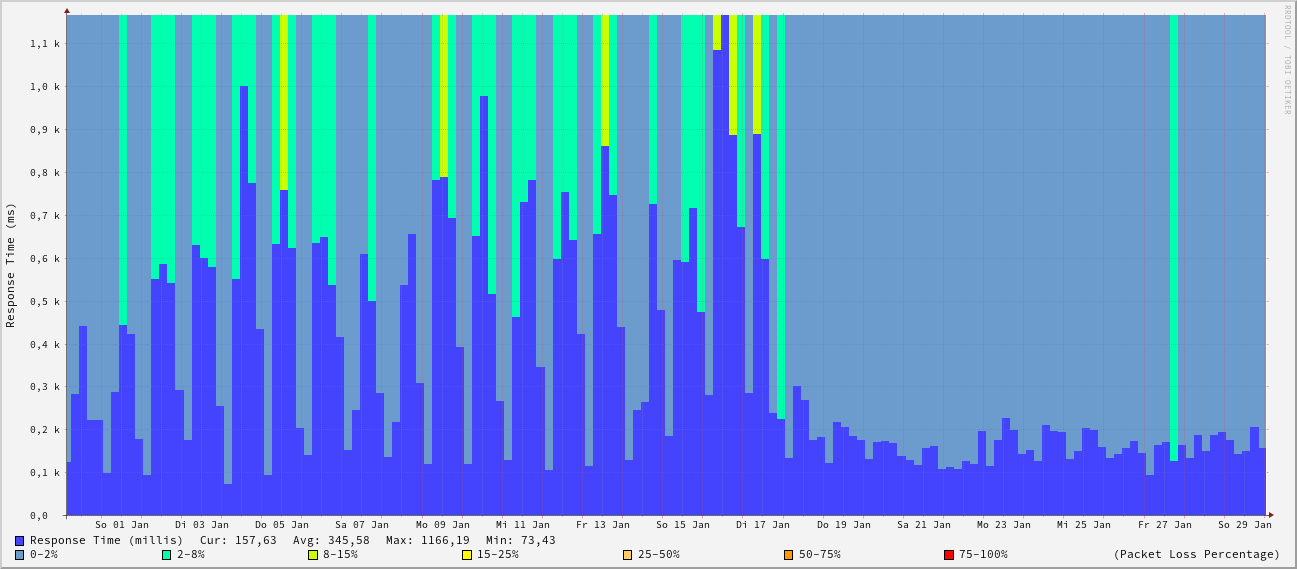 RRDTOOL / TOBI OETIKER
Response Time (ms)
1,1 k
1,0 k
0,9 k
0,8 k
0,7 k
0,6 k
0,5 k
0,4 k
0,3 k
0,2 k
0,1 k
0,0
So 01 Jan Di 03 Jan Do 05 Jan Sa 07 Jan Mo 09 Jan Mi 11 Jan Fr 13 Jan So 15 Jan Di 17 Jan Do 19 Jan Sa 21 Jan Mo 23 Jan Mi 25 Jan Fr 27 Jan So 29 Jan
Response Time (millis) Cur: 157,63 Avg: 345,58 Max: 1166,19 Min: 73,43
0-2% 2-8% 8-15% 15-25% 25-50% 50-75% 75-100% (Packet Loss Percentage)